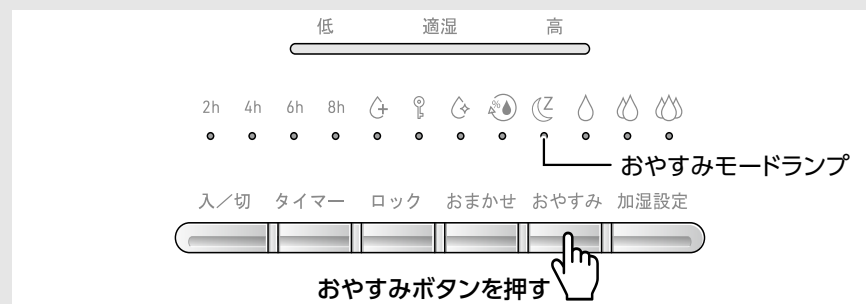 低 適湿 高
2h 4h 6h 8h
% Z
おやすみモードランプ
入／切 タイマー ロック おまかせ おやすみ 加湿設定
おやすみボタンを押す